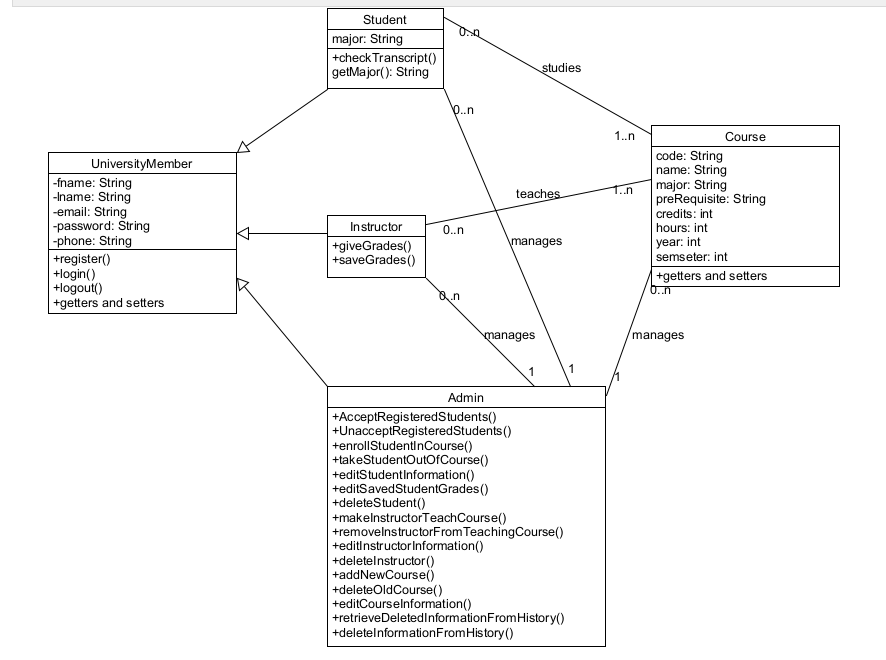 Student
major: String
+checkTranscript()
getMajor(): String
0..n
studies
1..n
0..n
Course
code: String
name: String
major: String
preRequisite: String
credits: int
hours: int
year: int
semseter: int
+getters and setters
UniversityMember
-fname: String
-lname: String
-email: String
-password: String
-phone: String
+register()
+login()
+logout()
+getters and setters
Instructor
+giveGrades()
+saveGrades()
teaches
1..n
0..n
manages
0..n
manages
1
1
0..n
manages
1
Admin
+AcceptRegisteredStudents()
+UnacceptRegisteredStudents()
+enrollStudentInCourse()
+takeStudentOutOfCourse()
+editStudentInformation()
+editSavedStudentGrades()
+deleteStudent()
+makeInstructorTeachCourse()
+removeInstructorFromTeachingCourse()
+editInstructorInformation()
+deleteInstructor()
+addNewCourse()
+deleteOldCourse()
+editCourseInformation()
+retrieveDeletedInformationFromHistory()
+deleteInformationFromHistory()